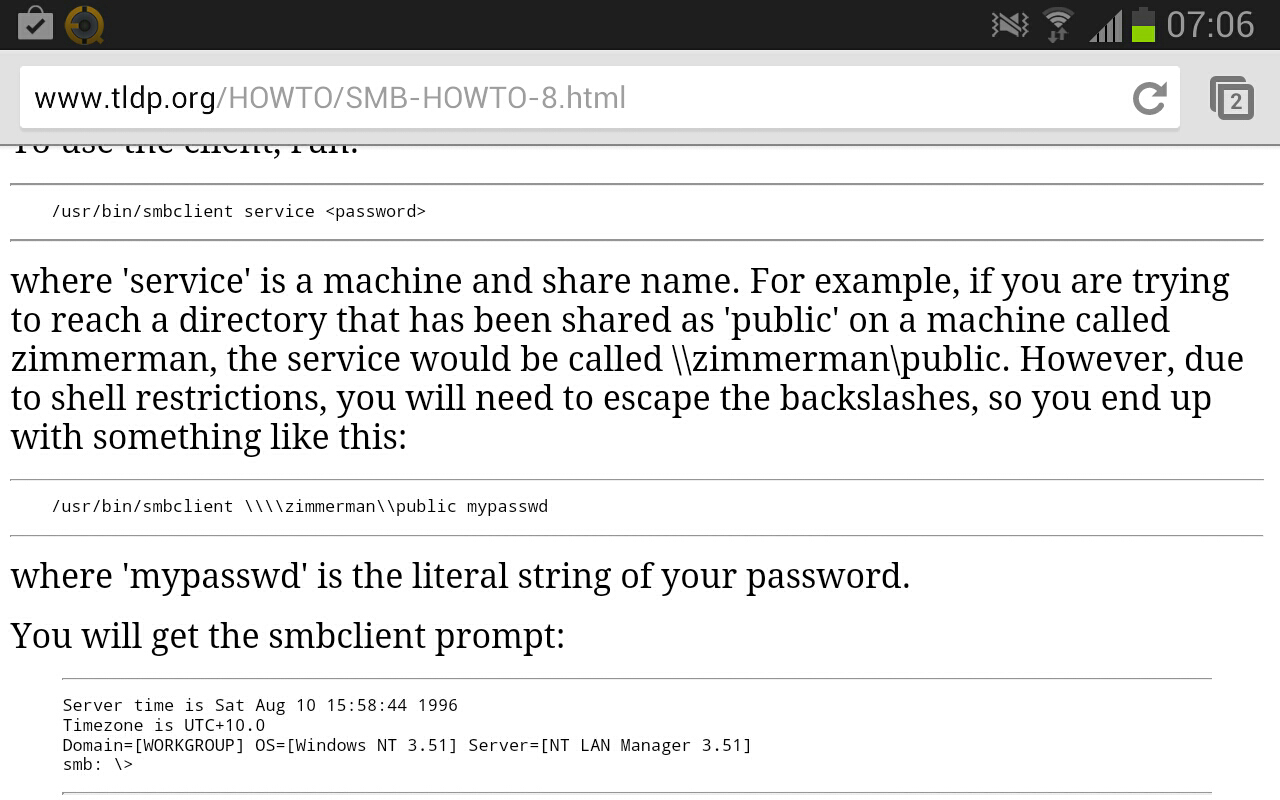 07:06
www.tldp.org/HOWTO/SMB-HOWTO-8.html
2
To use the client, run:
/usr/bin/smbclient service <password>
where 'service' is a machine and share name. For example, if you are trying
to reach a directory that has been shared as 'public' on a machine called
zimmerman, the service would be called \\zimmerman\public. However, due
to shell restrictions, you will need to escape the backslashes, so you end up
with something like this:
/usr/bin/smbclient \\\\zimmerman\\public mypasswd
where 'mypasswd' is the literal string of your password.
You will get the smbclient prompt:
Server time is Sat Aug 10 15:58:44 1996
Timezone is UTC+10.0
Domain=[WORKGROUP] OS=[Windows NT 3.51] Server=[NT LAN Manager 3.51]
smb: \>